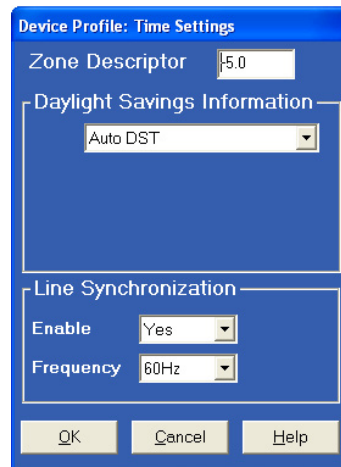 Device Profile: Time Settings
Zone Descriptor -5.0
Daylight Savings Information
Auto DST
Line Synchronization
Enable Yes
Frequency 60Hz
OK Cancel Help